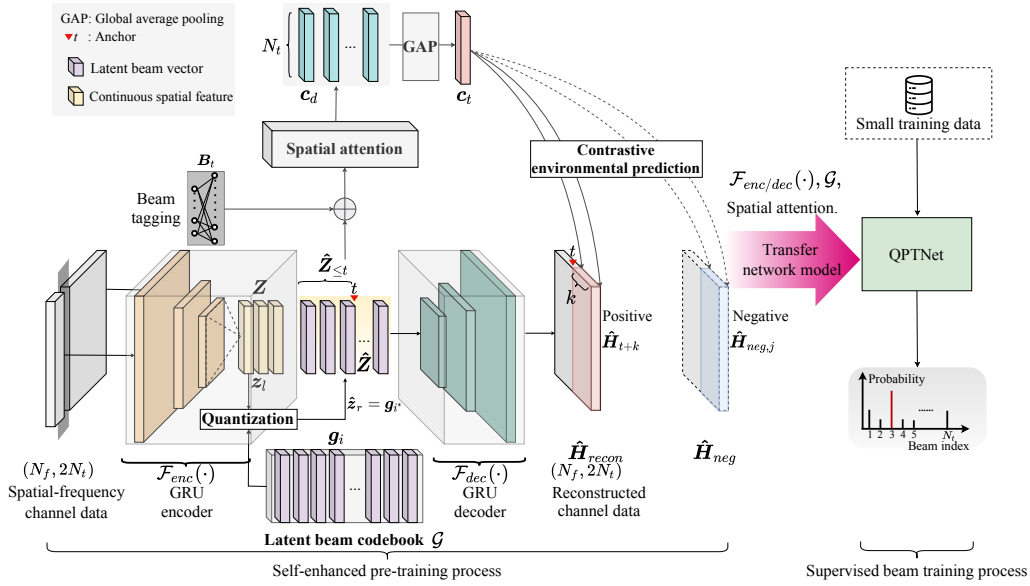 GAP: Global average pooling
t : Anchor
Latent beam vector
Continuous spatial feature
N_t
...
c_d
GAP
c_t
Spatial attention
Contrastive
environmental prediction
B_t
Beam
tagging
Ẑ_≤t
t
Z
z_l
...
Ẑ
Quantization
ẑ_r = g_i*
g_i
...
t
k
Positive
Ĥ_t+k
Negative
Ĥ_neg,j
F_enc/dec(·), G,
Spatial attention.
Transfer
network model
Small training data
QPTNet
Probability
......
1 2 3 4 5 N_t
Beam index
(N_f, 2N_t)
Spatial-frequency
channel data
F_enc(·)
GRU
encoder
F_dec(·)
GRU
decoder
Ĥ_recon
(N_f, 2N_t)
Reconstructed
channel data
Ĥ_neg
Latent beam codebook G
Self-enhanced pre-training process
Supervised beam training process